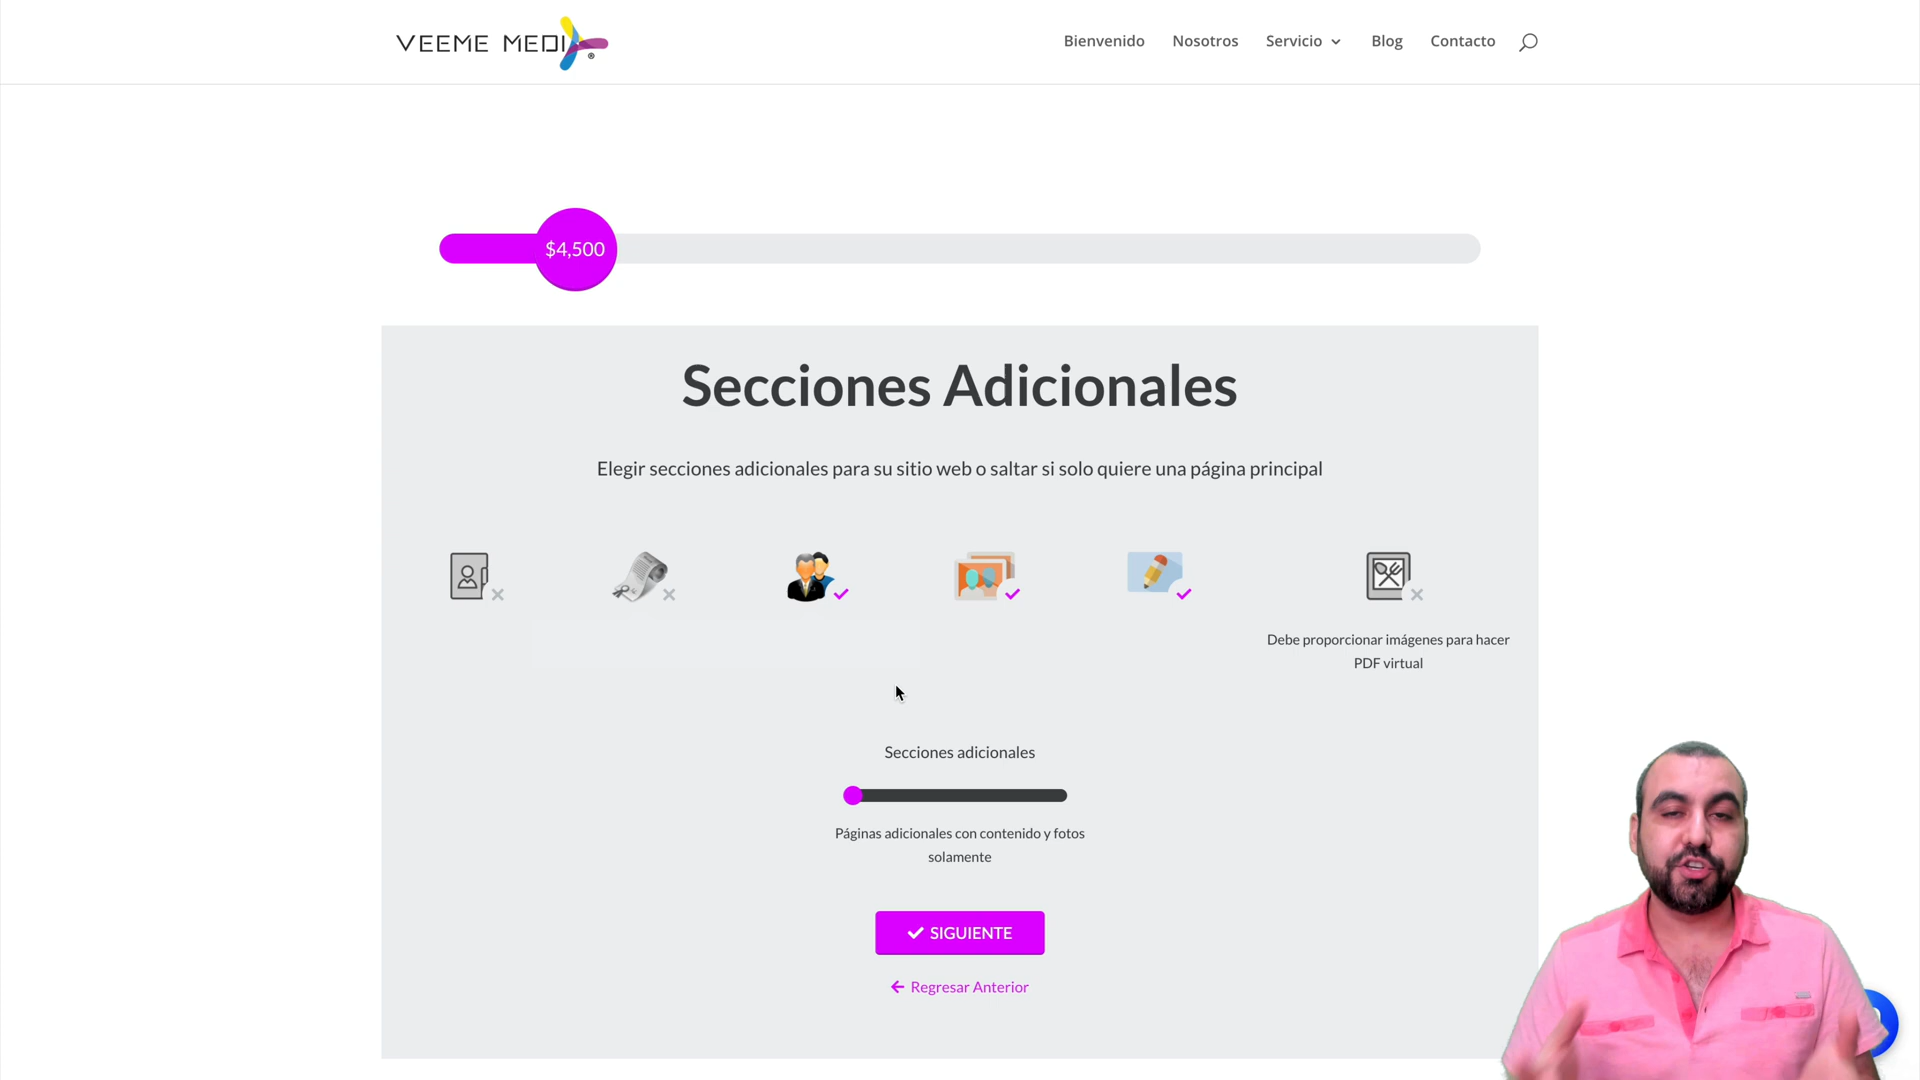 VEEME MEDI
Bienvenido
Nosotros
Servicio
Blog
Contacto
$4,500
Secciones Adicionales
Elegir secciones adicionales para su sitio web o saltar si solo quiere una página principal
Debe proporcionar imágenes para hacer
PDF virtual
Secciones adicionales
Páginas adicionales con contenido y fotos
solamente
SIGUIENTE
Regresar Anterior